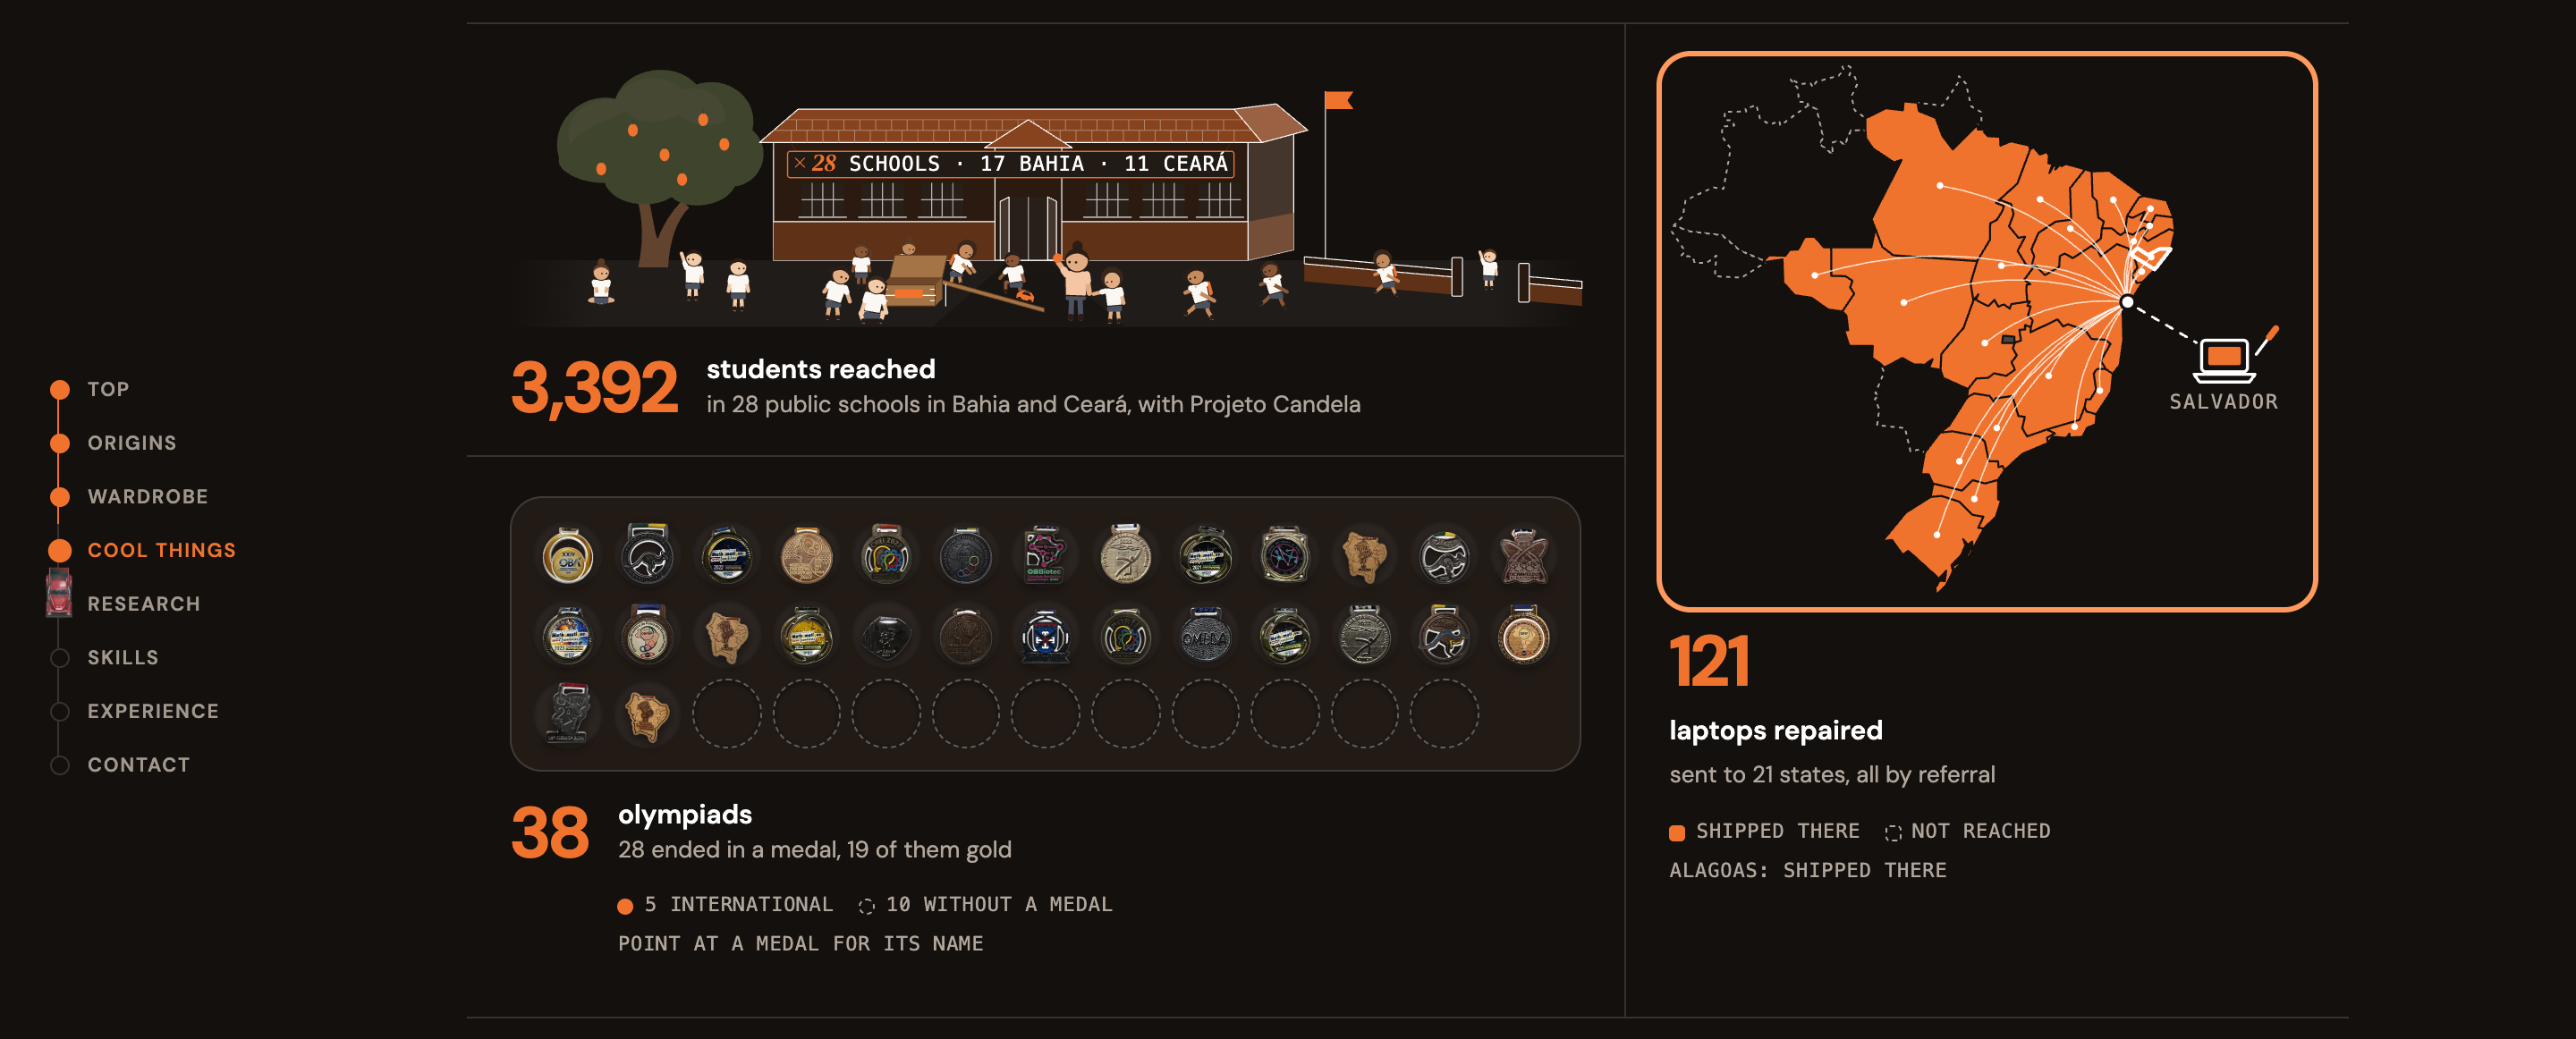 TOP
ORIGINS
WARDROBE
COOL THINGS
RESEARCH
SKILLS
EXPERIENCE
CONTACT
× 28 SCHOOLS · 17 BAHIA · 11 CEARÁ
3,392
students reached
in 28 public schools in Bahia and Ceará, with Projeto Candela
38
olympiads
28 ended in a medal, 19 of them gold
5 INTERNATIONAL
10 WITHOUT A MEDAL
POINT AT A MEDAL FOR ITS NAME
SALVADOR
121
laptops repaired
sent to 21 states, all by referral
SHIPPED THERE
NOT REACHED
ALAGOAS: SHIPPED THERE